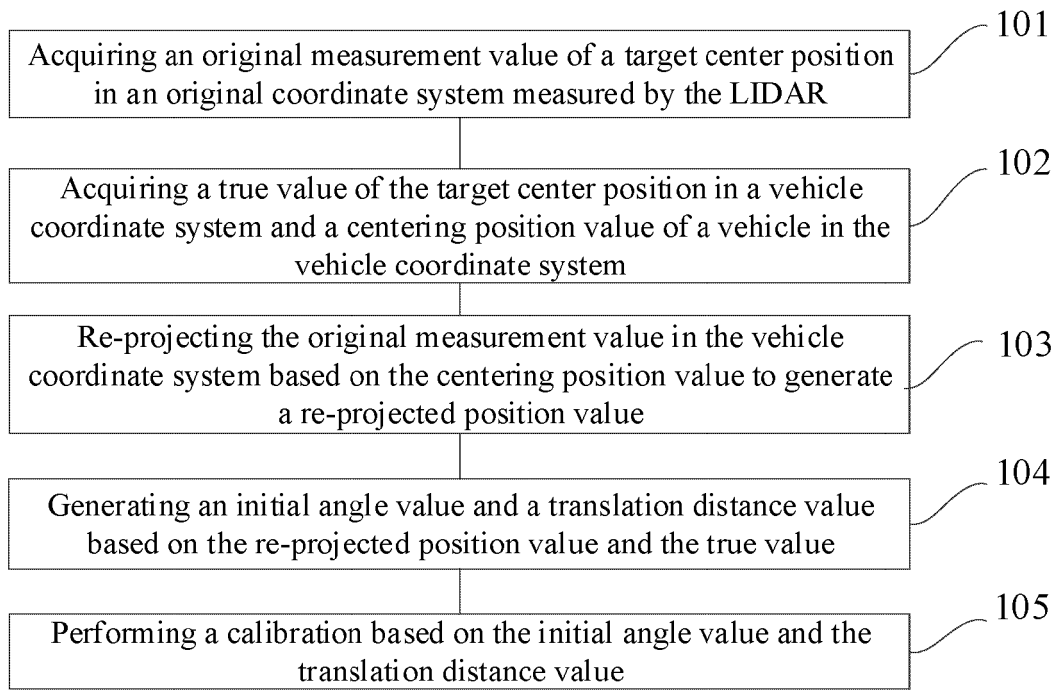 101
Acquiring an original measurement value of a target center position
in an original coordinate system measured by the LIDAR
102
Acquiring a true value of the target center position in a vehicle
coordinate system and a centering position value of a vehicle in the
vehicle coordinate system
103
Re-projecting the original measurement value in the vehicle
coordinate system based on the centering position value to generate
a re-projected position value
104
Generating an initial angle value and a translation distance value
based on the re-projected position value and the true value
105
Performing a calibration based on the initial angle value and the
translation distance value